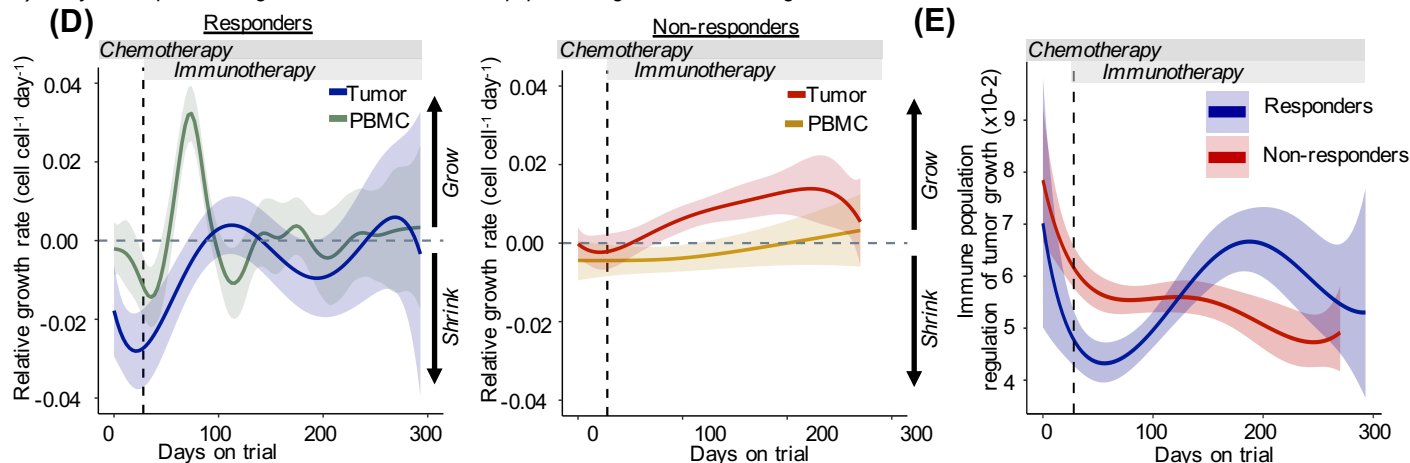 (D)
Responders
Chemotherapy
Immunotherapy
Tumor
PBMC
Relative growth rate (cell cell-1 day-1)
0.04
0.02
0.00
-0.02
-0.04
0
100
200
300
Days on trial
Grow
Shrink
Non-responders
Chemotherapy
Immunotherapy
Tumor
PBMC
Relative growth rate (cell cell-1 day-1)
0.04
0.02
0.00
-0.02
-0.04
0
100
200
300
Days on trial
Grow
Shrink
(E)
Chemotherapy
Immunotherapy
Responders
Non-responders
Immune population
regulation of tumor growth (x10-2)
9
8
7
6
5
4
0
100
200
300
Days on trial